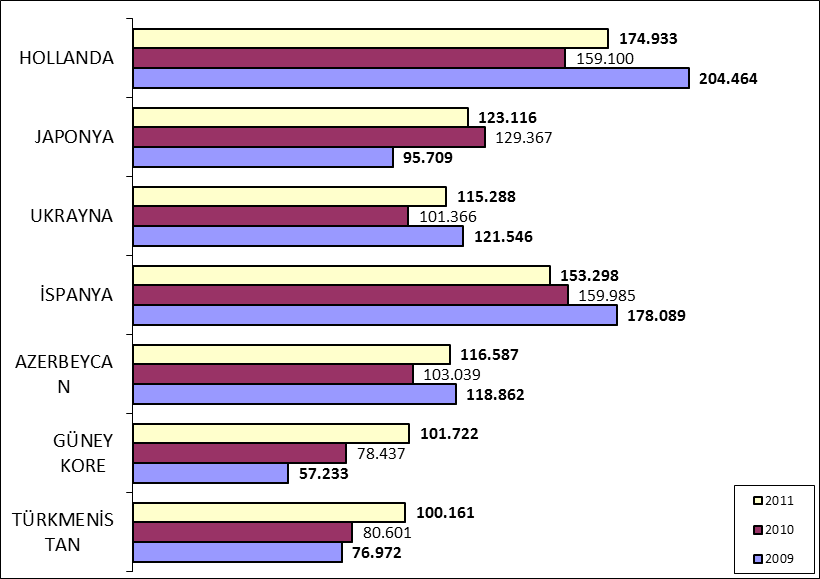 HOLLANDA
174.933
159.100
204.464
JAPONYA
123.116
129.367
95.709
UKRAYNA
115.288
101.366
121.546
İSPANYA
153.298
159.985
178.089
AZERBEYCA
N
116.587
103.039
118.862
GÜNEY
KORE
101.722
78.437
57.233
TÜRKMENİS
TAN
100.161
80.601
76.972
2011
2010
2009